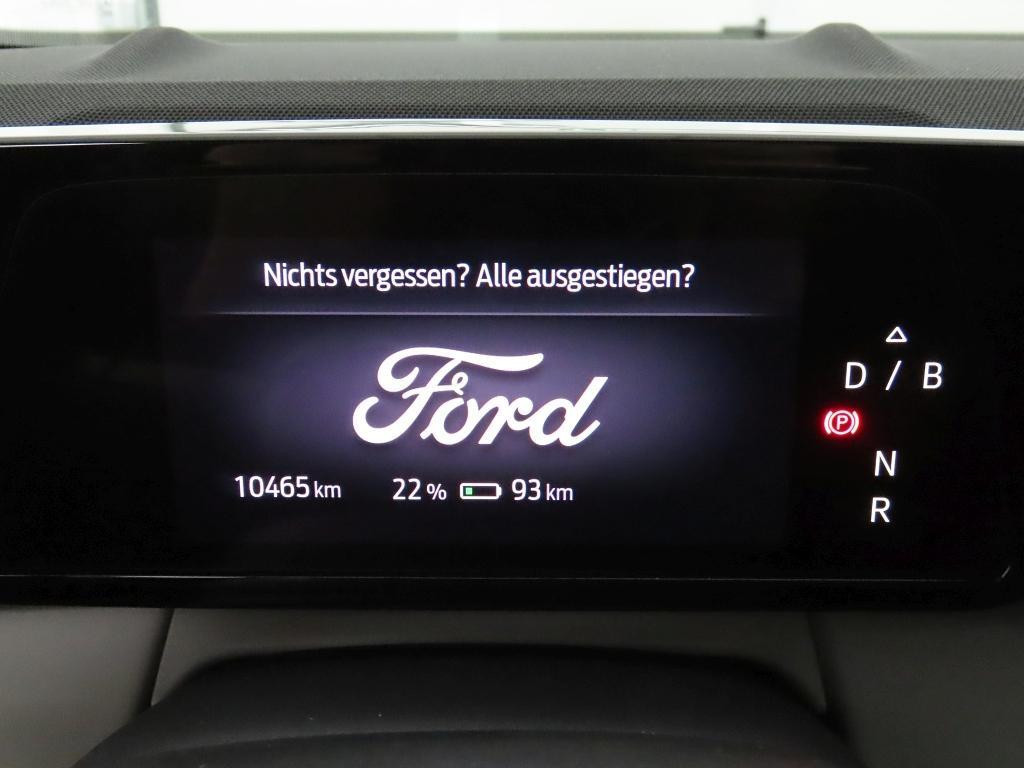 Nichts vergessen? Alle ausgestiegen?
Ford
10465 km 22 % 93 km
D / B
P
N
R